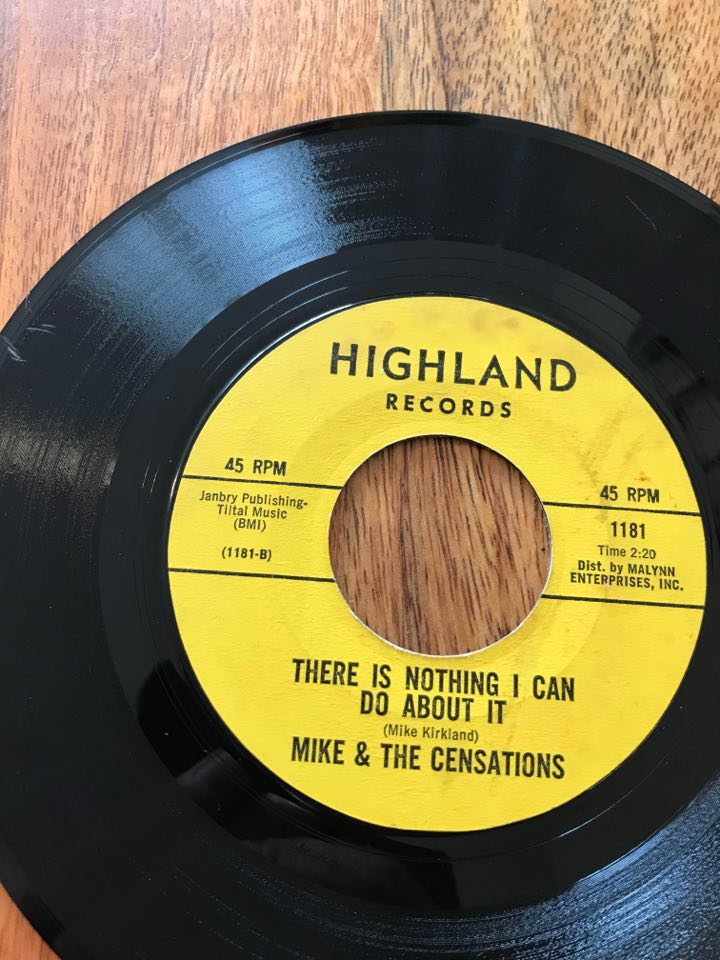 HIGHLAND
RECORDS
45 RPM
Janbry Publishing-
Tiltal Music
(BMI)
(1181-B)
45 RPM
1181
Time 2:20
Dist. by MALYNN
ENTERPRISES, INC.
THERE IS NOTHING I CAN
DO ABOUT IT
(Mike Kirkland)
MIKE & THE CENSATIONS